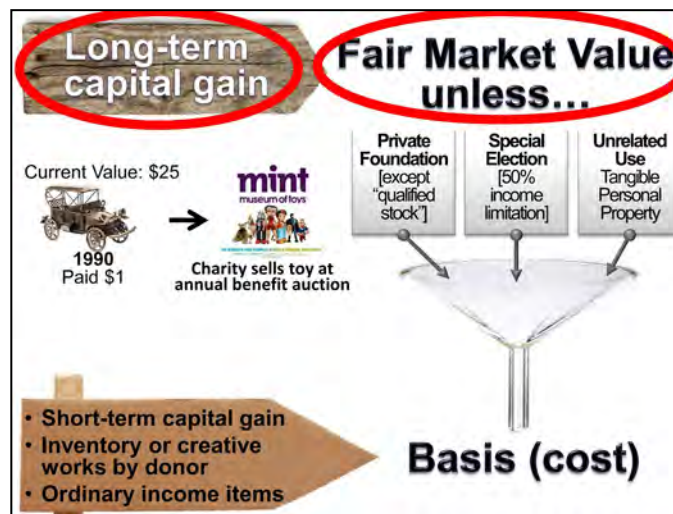 Long-term
capital gain
Fair Market Value
unless…
Private
Foundation
[except
"qualified
stock"]
Special
Election
[50%
income
limitation]
Unrelated
Use
Tangible
Personal
Property
Current Value: $25
1990
Paid $1
mint
museum of toys
Charity sells toy at
annual benefit auction
• Short-term capital gain
• Inventory or creative
works by donor
• Ordinary income items
Basis (cost)